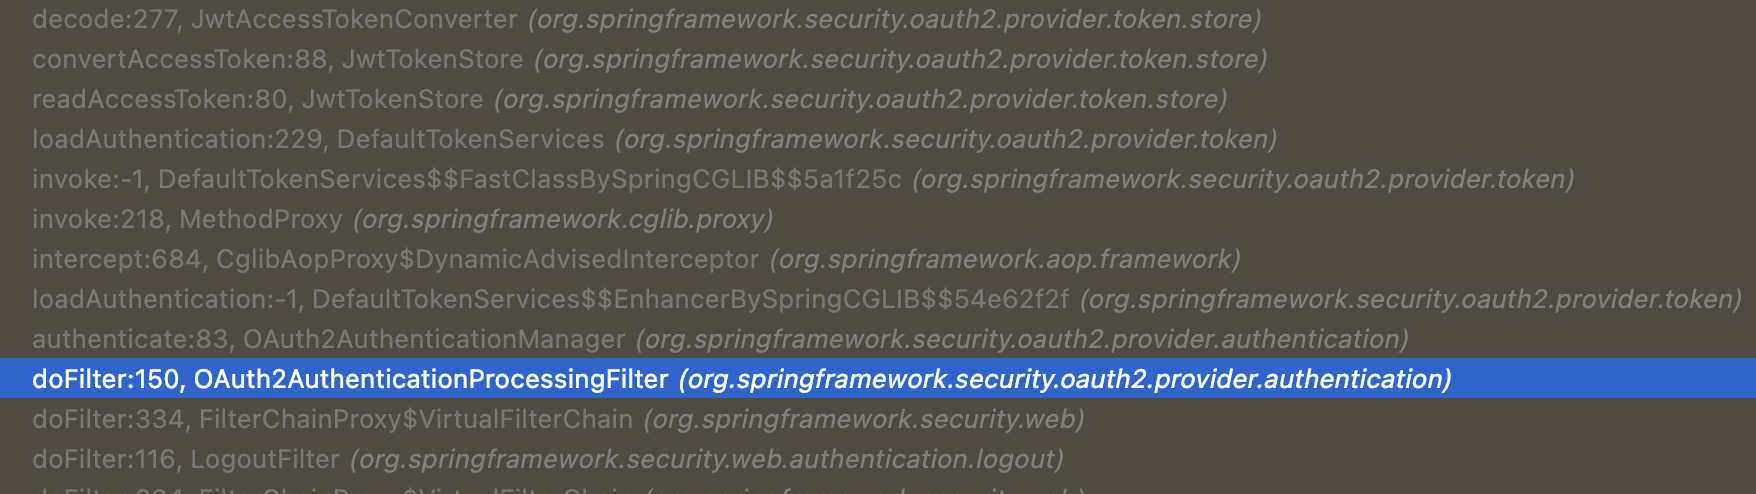 decode:277, JwtAccessTokenConverter (org.springframework.security.oauth2.provider.token.store)
convertAccessToken:88, JwtTokenStore (org.springframework.security.oauth2.provider.token.store)
readAccessToken:80, JwtTokenStore (org.springframework.security.oauth2.provider.token.store)
loadAuthentication:229, DefaultTokenServices (org.springframework.security.oauth2.provider.token)
invoke:-1, DefaultTokenServices$$FastClassBySpringCGLIB$$5a1f25c (org.springframework.security.oauth2.provider.token)
invoke:218, MethodProxy (org.springframework.cglib.proxy)
intercept:684, CglibAopProxy$DynamicAdvisedInterceptor (org.springframework.aop.framework)
loadAuthentication:-1, DefaultTokenServices$$EnhancerBySpringCGLIB$$54e62f2f (org.springframework.security.oauth2.provider.token)
authenticate:83, OAuth2AuthenticationManager (org.springframework.security.oauth2.provider.authentication)
doFilter:150, OAuth2AuthenticationProcessingFilter (org.springframework.security.oauth2.provider.authentication)
doFilter:334, FilterChainProxy$VirtualFilterChain (org.springframework.security.web)
doFilter:116, LogoutFilter (org.springframework.security.web.authentication.logout)